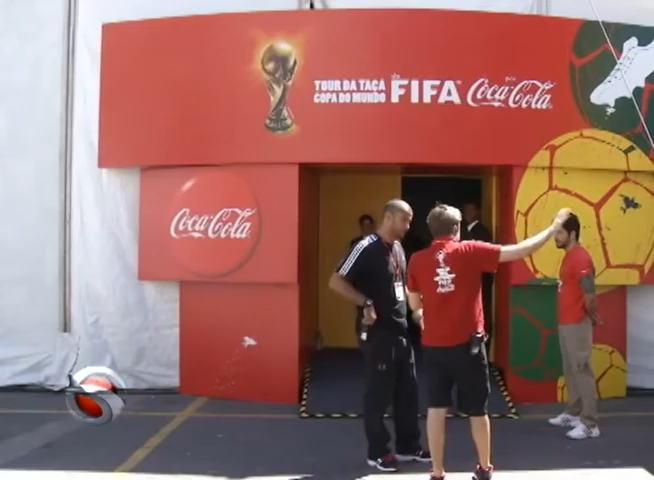 TOUR DA TAÇA
COPA DO MUNDO
FIFA
Coca-Cola
Coca-Cola